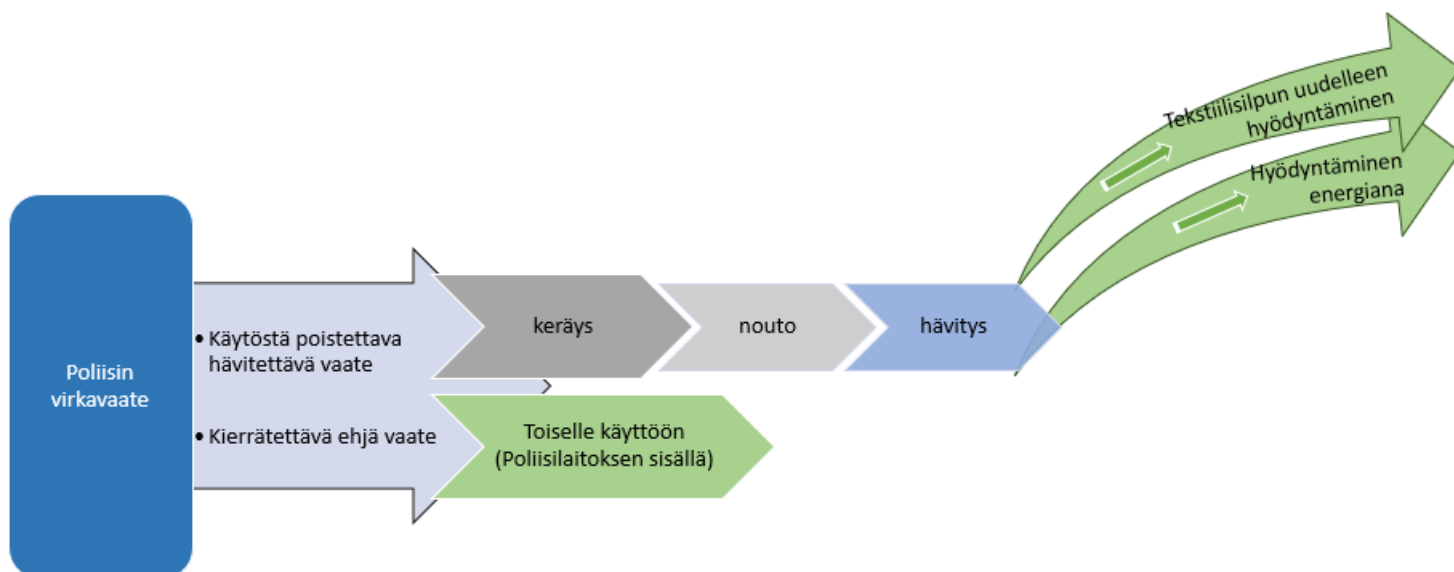 Poliisin
virkavaate
• Käytöstä poistettava
hävitettävä vaate
• Kierrätettävä ehjä vaate
keräys
nouto
hävitys
Toiselle käyttöön
(Poliisilaitoksen sisällä)
Tekstiilisilpun uudelleen
hyödyntäminen
Hyödyntäminen
energiana